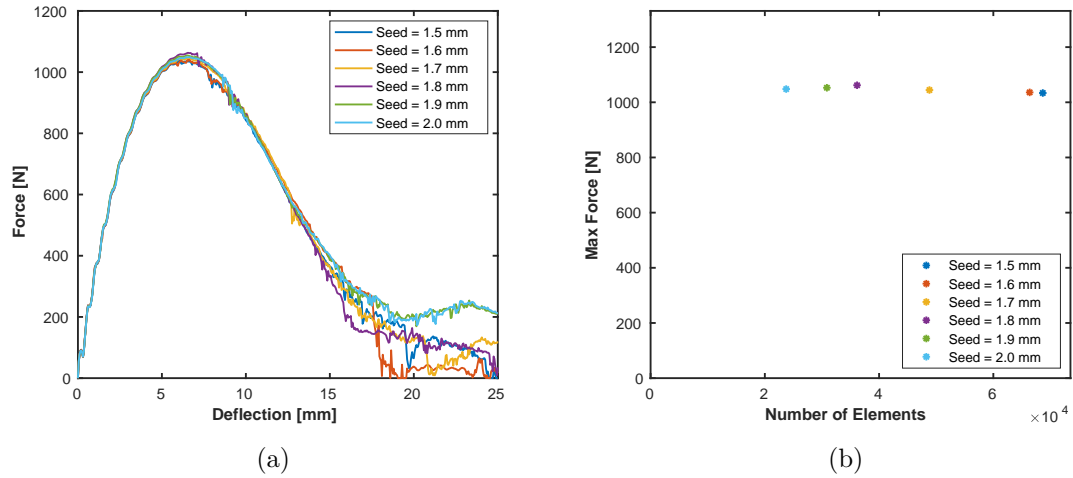 1200
1000
800
600
400
200
0
Force [N]
0 5 10 15 20 25
Deflection [mm]
Seed = 1.5 mm
Seed = 1.6 mm
Seed = 1.7 mm
Seed = 1.8 mm
Seed = 1.9 mm
Seed = 2.0 mm
(a)
1200
1000
800
600
400
200
0
Max Force [N]
0 2 4 6
×10^4
Number of Elements
Seed = 1.5 mm
Seed = 1.6 mm
Seed = 1.7 mm
Seed = 1.8 mm
Seed = 1.9 mm
Seed = 2.0 mm
(b)